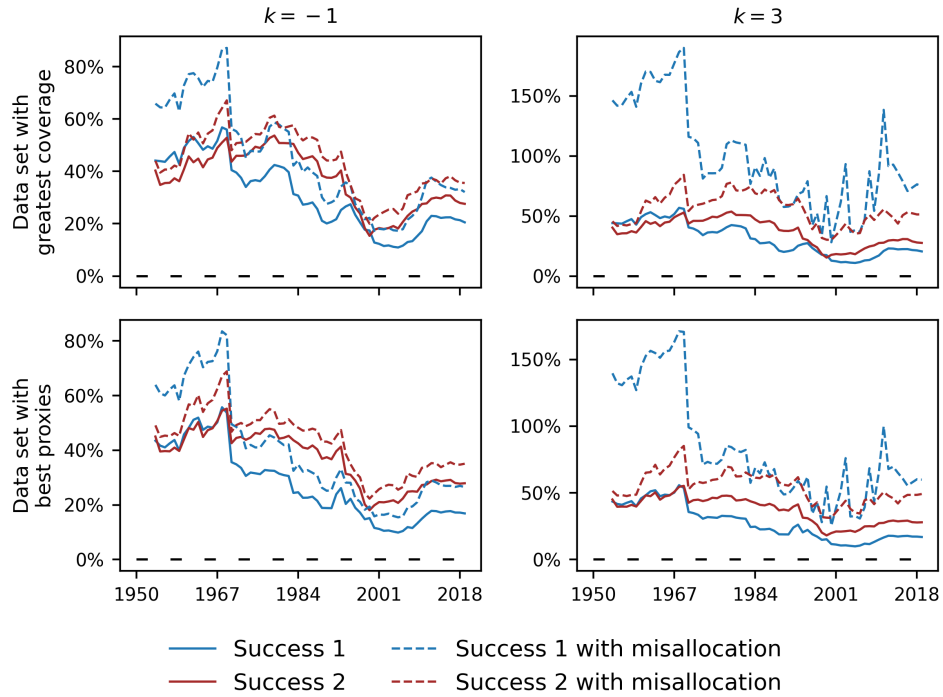 k = −1
k = 3
Data set with
greatest coverage
80%
60%
40%
20%
0%
150%
100%
50%
0%
Data set with
best proxies
80%
60%
40%
20%
0%
150%
100%
50%
0%
1950 1967 1984 2001 2018
1950 1967 1984 2001 2018
Success 1
Success 1 with misallocation
Success 2
Success 2 with misallocation